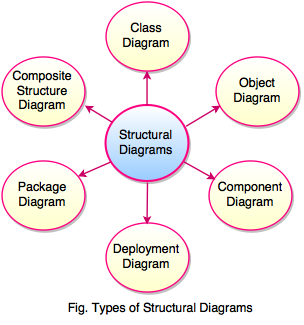 Class
Diagram
Composite
Structure
Diagram
Object
Diagram
Structural
Diagrams
Package
Diagram
Component
Diagram
Deployment
Diagram
Fig. Types of Structural Diagrams